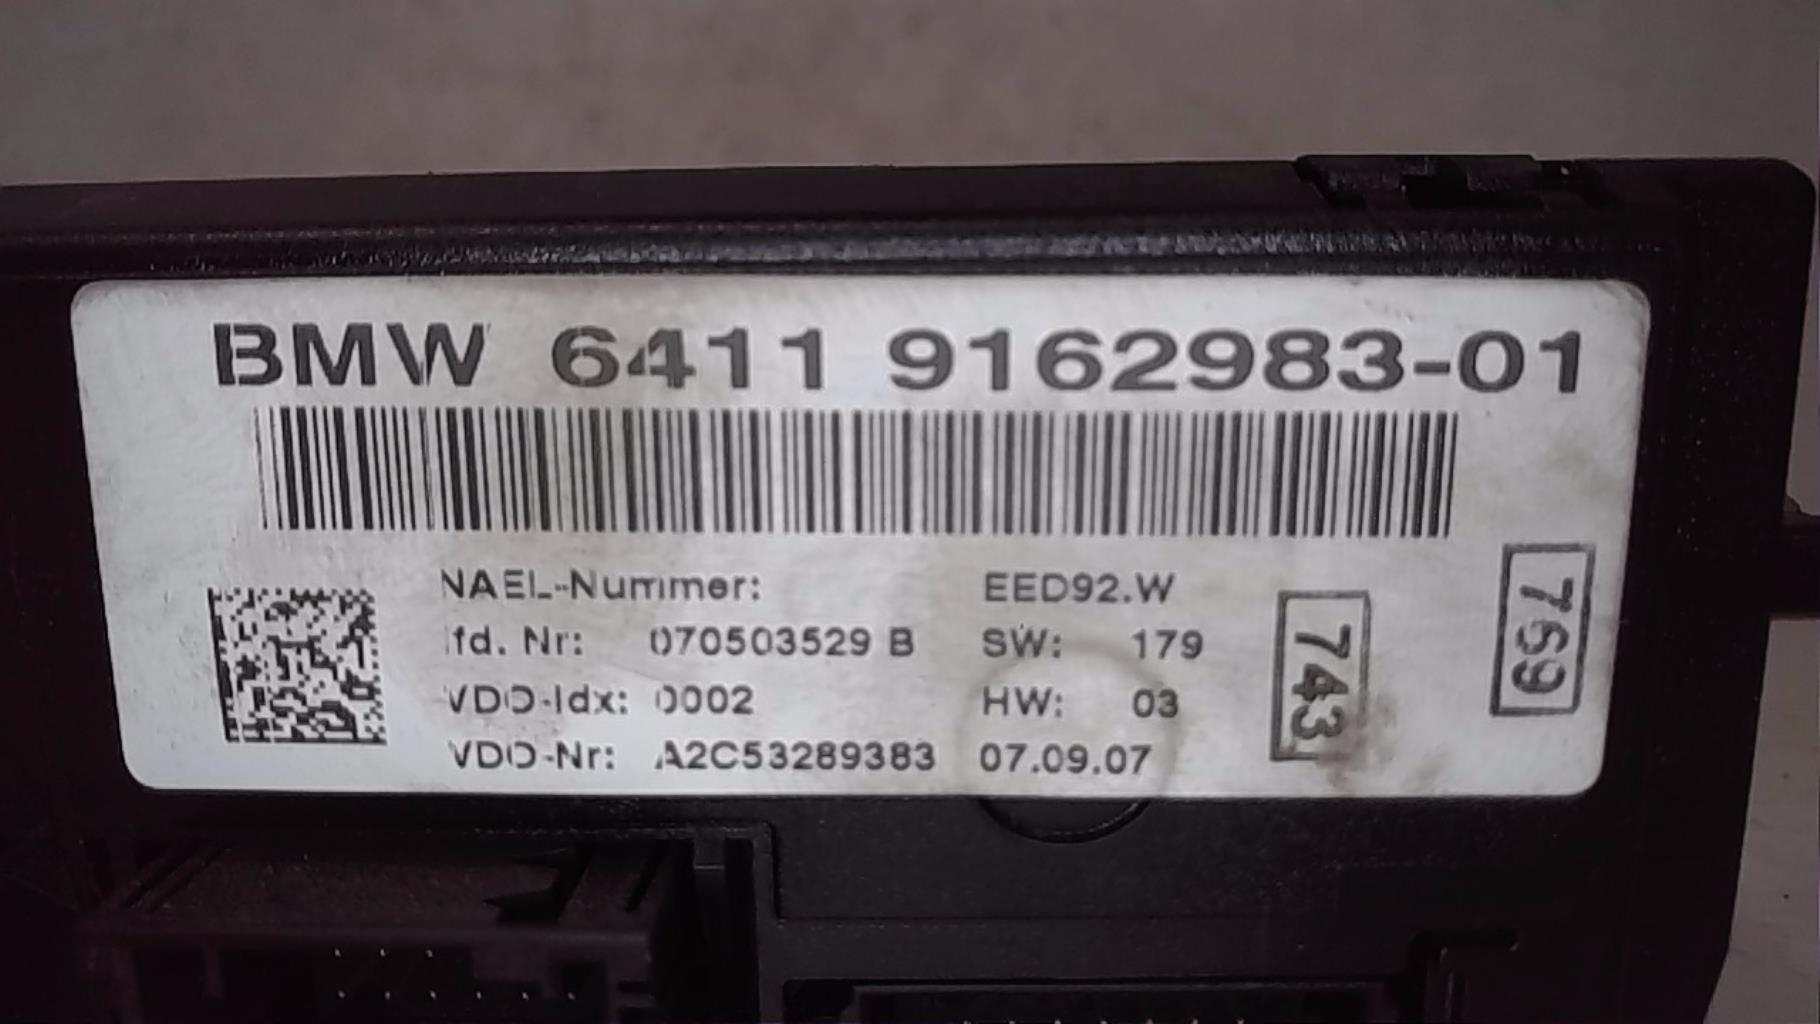 BMW 6411 9162983-01
NAEL-Nummer: EED92.W
lfd. Nr: 070503529 B SW: 179
VDO-Idx: 0002 HW: 03
VDO-Nr: A2C53289383 07.09.07
743
769